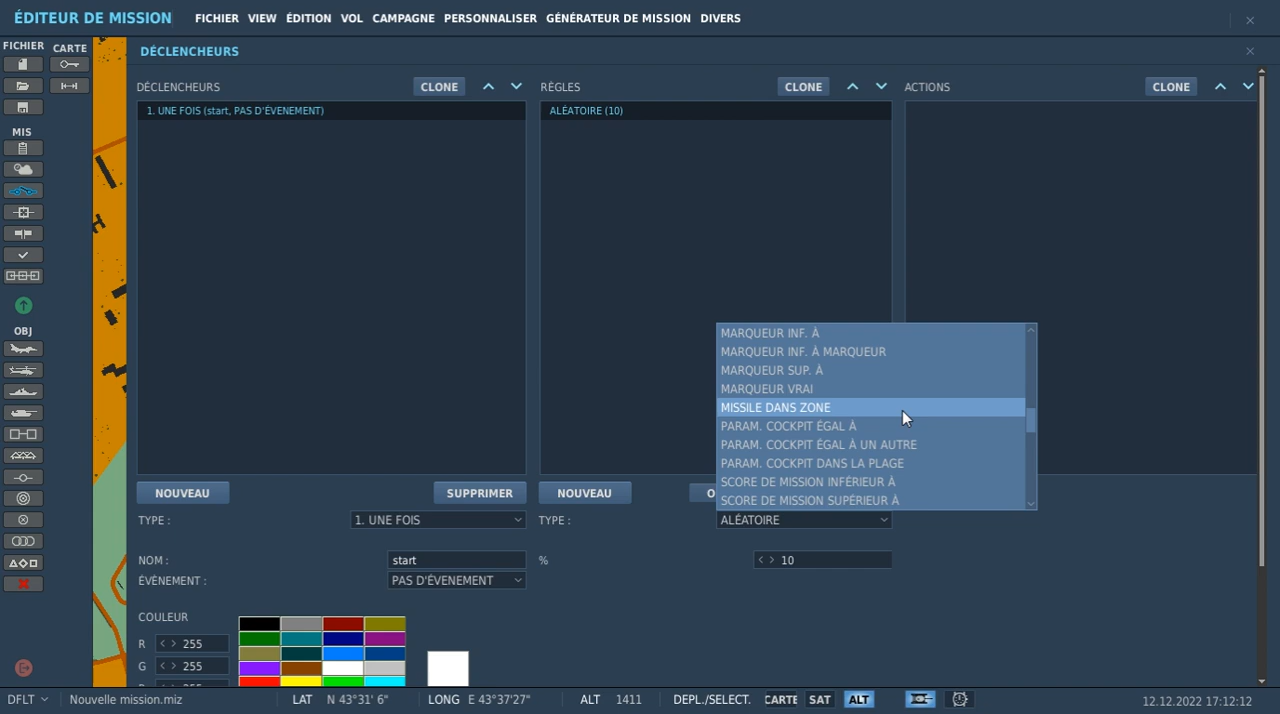 ÉDITEUR DE MISSION
FICHIER VIEW ÉDITION VOL CAMPAGNE PERSONNALISER GÉNÉRATEUR DE MISSION DIVERS
FICHIER CARTE
DÉCLENCHEURS
DÉCLENCHEURS CLONE
RÈGLES CLONE
ACTIONS CLONE
1. UNE FOIS (start, PAS D'ÉVENEMENT)
ALÉATOIRE (10)
MIS
OBJ
MARQUEUR INF. À
MARQUEUR INF. À MARQUEUR
MARQUEUR SUP. À
MARQUEUR VRAI
MISSILE DANS ZONE
PARAM. COCKPIT ÉGAL À
PARAM. COCKPIT ÉGAL À UN AUTRE
PARAM. COCKPIT DANS LA PLAGE
SCORE DE MISSION INFÉRIEUR À
SCORE DE MISSION SUPÉRIEUR À
NOUVEAU SUPPRIMER NOUVEAU
TYPE : 1. UNE FOIS TYPE : ALÉATOIRE
NOM : start % 10
ÉVÈNEMENT : PAS D'ÉVENEMENT
COULEUR
R 255
G 255
DFLT Nouvelle mission.miz LAT N 43°31' 6" LONG E 43°37'27" ALT 1411 DEPL./SELECT. CARTE SAT ALT 12.12.2022 17:12:12